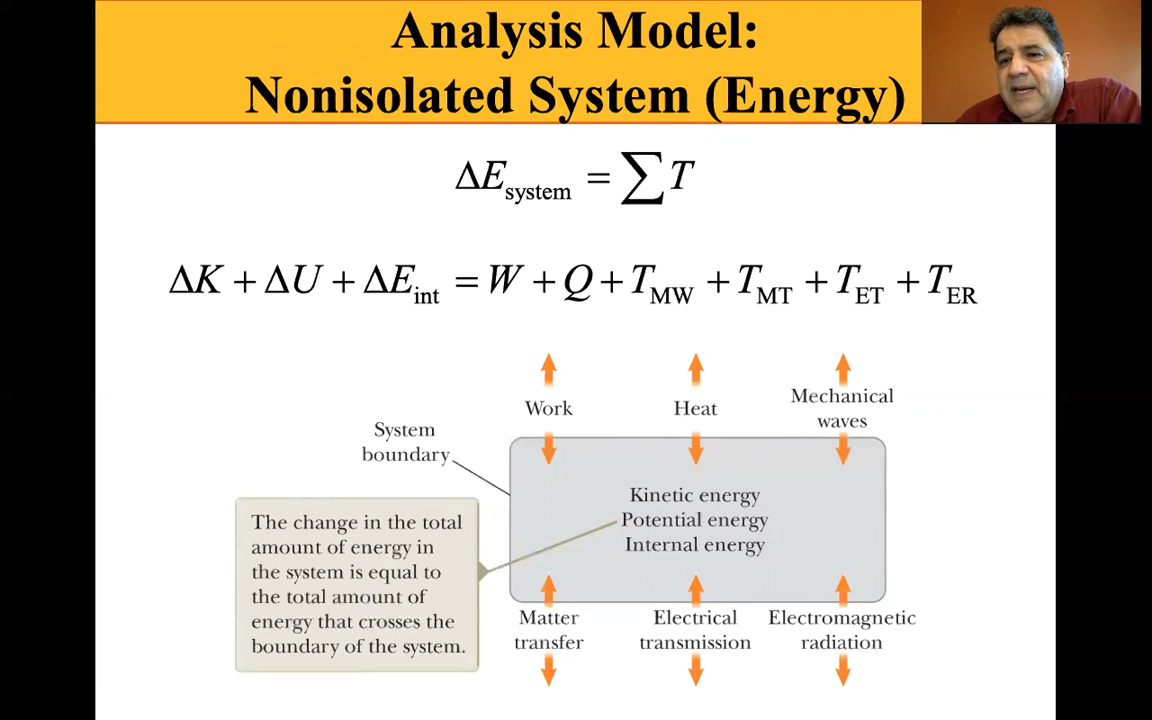 Analysis Model:
Nonisolated System (Energy)
ΔE_system = ∑T
ΔK + ΔU + ΔE_int = W + Q + T_MW + T_MT + T_ET + T_ER
Work
Heat
Mechanical
waves
System
boundary
Kinetic energy
Potential energy
Internal energy
The change in the total
amount of energy in
the system is equal to
the total amount of
energy that crosses the
boundary of the system.
Matter
transfer
Electrical
transmission
Electromagnetic
radiation